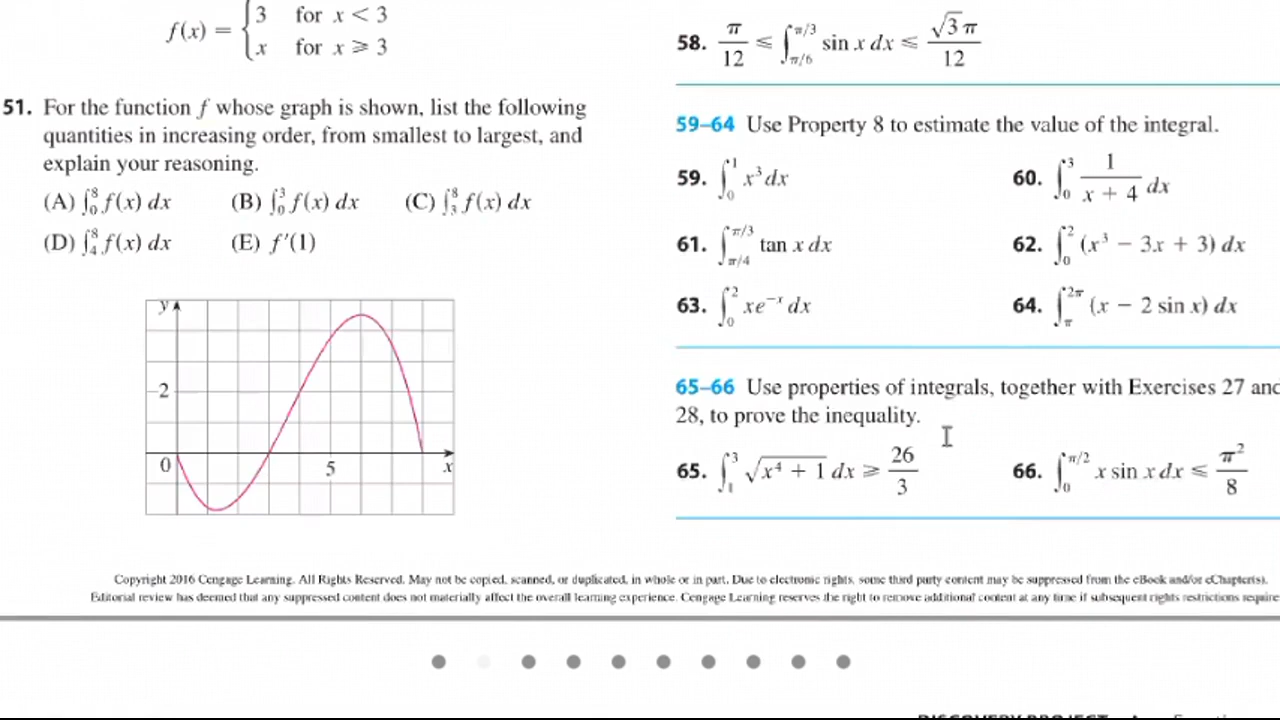 f(x) = { 3 for x < 3
x for x ⩾ 3
51. For the function f whose graph is shown, list the following
quantities in increasing order, from smallest to largest, and
explain your reasoning.
(A) ∫₀⁸ f(x) dx (B) ∫₀³ f(x) dx (C) ∫₃⁸ f(x) dx
(D) ∫₄⁸ f(x) dx (E) f′(1)
y
2
0
5
x
58. π/12 ⩽ ∫_{π/6}^{π/3} sin x dx ⩽ √3 π/12
59–64 Use Property 8 to estimate the value of the integral.
59. ∫₀¹ x³ dx 60. ∫₀³ 1/(x + 4) dx
61. ∫_{π/4}^{π/3} tan x dx 62. ∫₀² (x³ − 3x + 3) dx
63. ∫₀² xe⁻ˣ dx 64. ∫_{π}^{2π} (x − 2 sin x) dx
65–66 Use properties of integrals, together with Exercises 27 and
28, to prove the inequality.
65. ∫₁³ √(x⁴ + 1) dx ⩾ 26/3 66. ∫₀^{π/2} x sin x dx ⩽ π²/8
Copyright 2016 Cengage Learning. All Rights Reserved. May not be copied, scanned, or duplicated, in whole or in part. Due to electronic rights, some third party content may be suppressed from the eBook and/or eChapter(s).
Editorial review has deemed that any suppressed content does not materially affect the overall learning experience. Cengage Learning reserves the right to remove additional content at any time if subsequent rights restrictions require